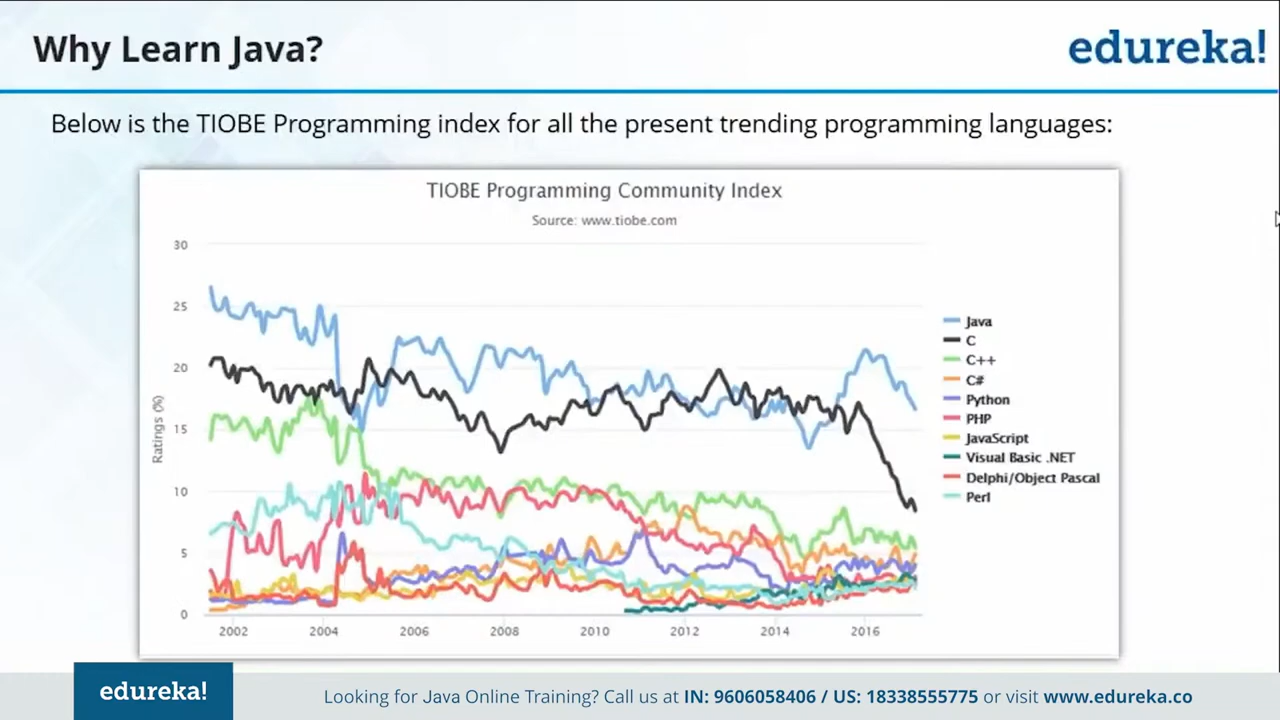 Why Learn Java?
edureka!
Below is the TIOBE Programming index for all the present trending programming languages:
TIOBE Programming Community Index
Source: www.tiobe.com
Ratings (%)
30
25
20
15
10
5
0
2002 2004 2006 2008 2010 2012 2014 2016
Java
C
C++
C#
Python
PHP
JavaScript
Visual Basic .NET
Delphi/Object Pascal
Perl
edureka!
Looking for Java Online Training? Call us at IN: 9606058406 / US: 18338555775 or visit www.edureka.co